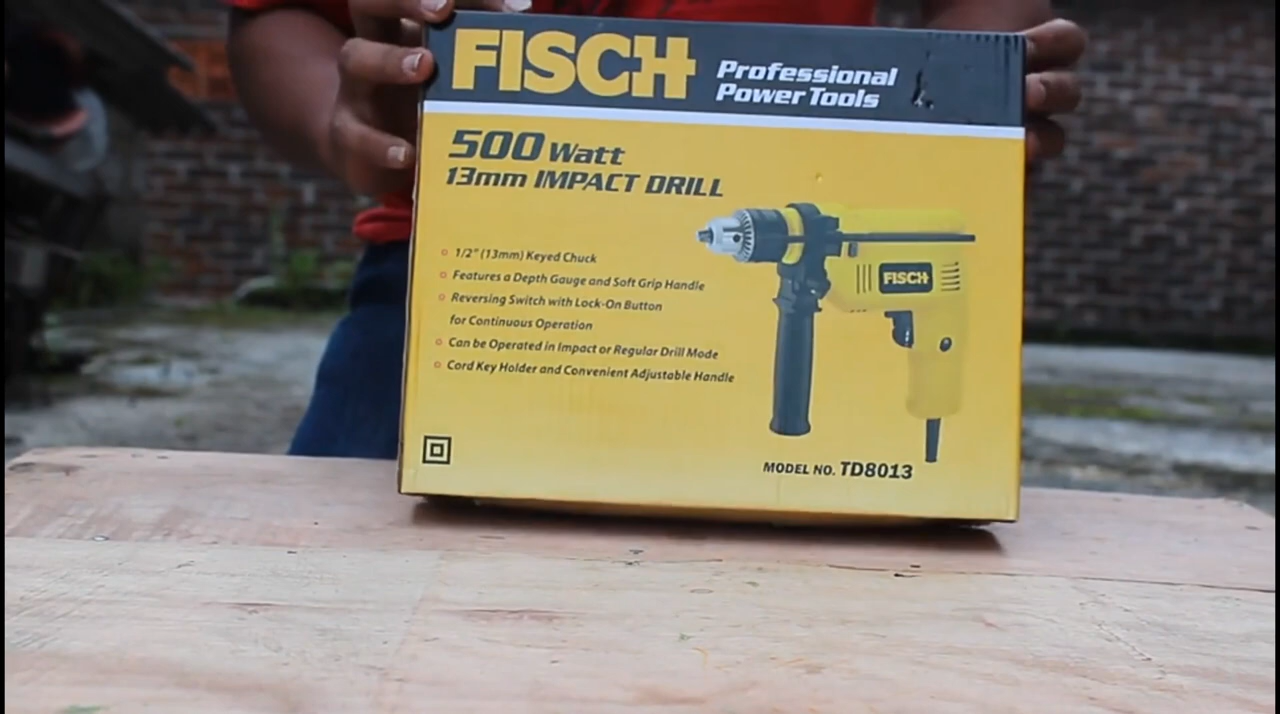 FISCH
Professional
Power Tools
500 Watt
13mm IMPACT DRILL
1/2" (13mm) Keyed Chuck
Features a Depth Gauge and Soft Grip Handle
Reversing Switch with Lock-On Button
for Continuous Operation
Can be Operated in Impact or Regular Drill Mode
Cord Key Holder and Convenient Adjustable Handle
FISCH
MODEL NO. TD8013